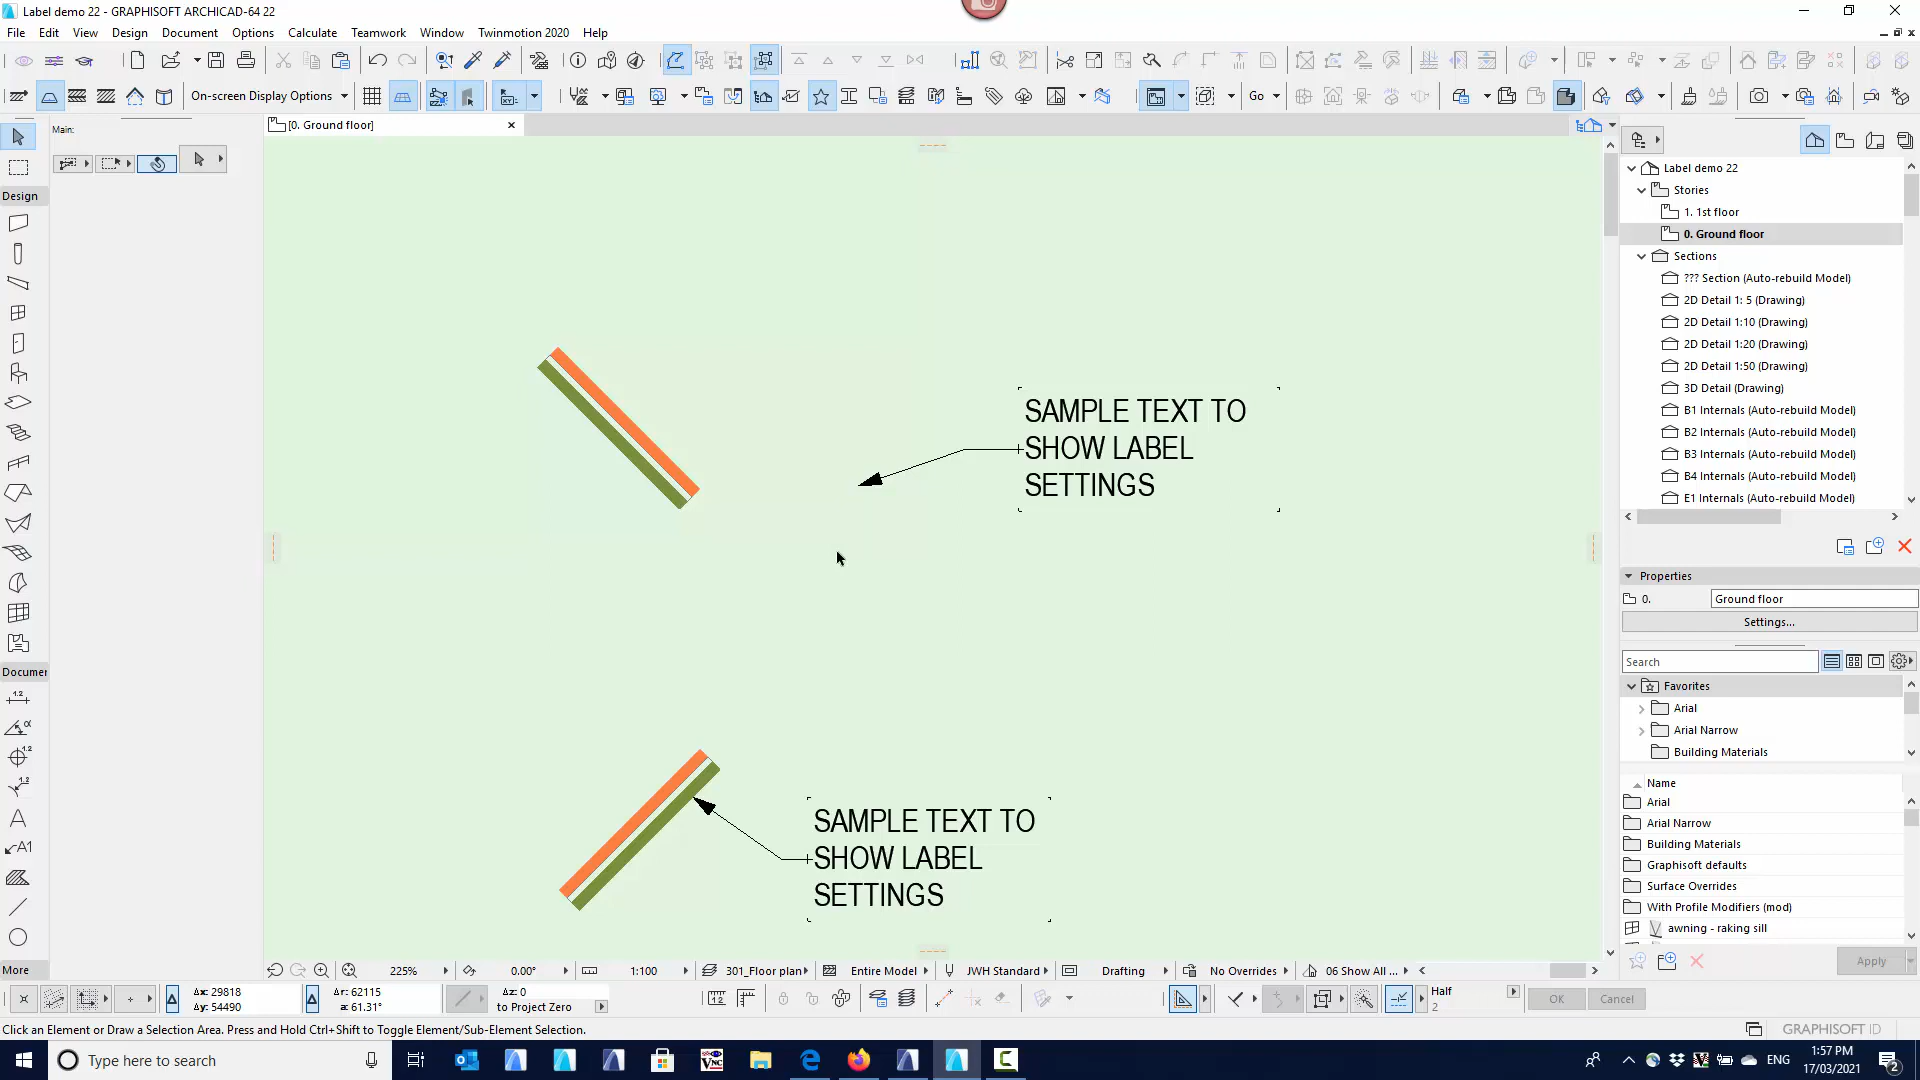 Label demo 22 - GRAPHISOFT ARCHICAD-64 22
File Edit View Design Document Options Calculate Teamwork Window Twinmotion 2020 Help
On-screen Display Options
Go
[0. Ground floor]
Main:
Design
Docume
More
SAMPLE TEXT TO
SHOW LABEL
SETTINGS
SAMPLE TEXT TO
SHOW LABEL
SETTINGS
Label demo 22
Stories
1. 1st floor
0. Ground floor
Sections
??? Section (Auto-rebuild Model)
2D Detail 1: 5 (Drawing)
2D Detail 1:10 (Drawing)
2D Detail 1:20 (Drawing)
2D Detail 1:50 (Drawing)
3D Detail (Drawing)
B1 Internals (Auto-rebuild Model)
B2 Internals (Auto-rebuild Model)
B3 Internals (Auto-rebuild Model)
B4 Internals (Auto-rebuild Model)
E1 Internals (Auto-rebuild Model)
Properties
0. Ground floor
Settings...
Search
Favorites
Arial
Arial Narrow
Building Materials
Name
Arial
Arial Narrow
Building Materials
Graphisoft defaults
Surface Overrides
With Profile Modifiers (mod)
awning - raking sill
Apply
225% 0.00° 1:100 301_Floor plan Entire Model JWH Standard Drafting No Overrides 06 Show All ...
Δx: 29818 Δr: 62115 Δz: 0
Δy: 54490 a: 61.31° to Project Zero
Half
2
OK Cancel
Click an Element or Draw a Selection Area. Press and Hold Ctrl+Shift to Toggle Element/Sub-Element Selection.
GRAPHISOFT ID
Type here to search
ENG
1:57 PM
17/03/2021
2